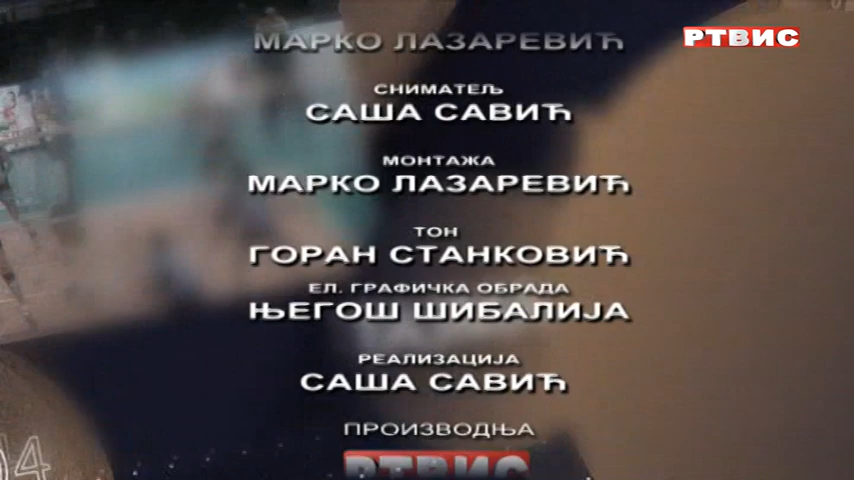 РТВИС
МАРКО ЛАЗАРЕВИЋ
СНИМАТЕЉ
САША САВИЋ
МОНТАЖА
МАРКО ЛАЗАРЕВИЋ
ТОН
ГОРАН СТАНКОВИЋ
ЕЛ. ГРАФИЧКА ОБРАДА
ЊЕГОШ ШИБАЛИЈА
РЕАЛИЗАЦИЈА
САША САВИЋ
ПРОИЗВОДЊА
РТВИС